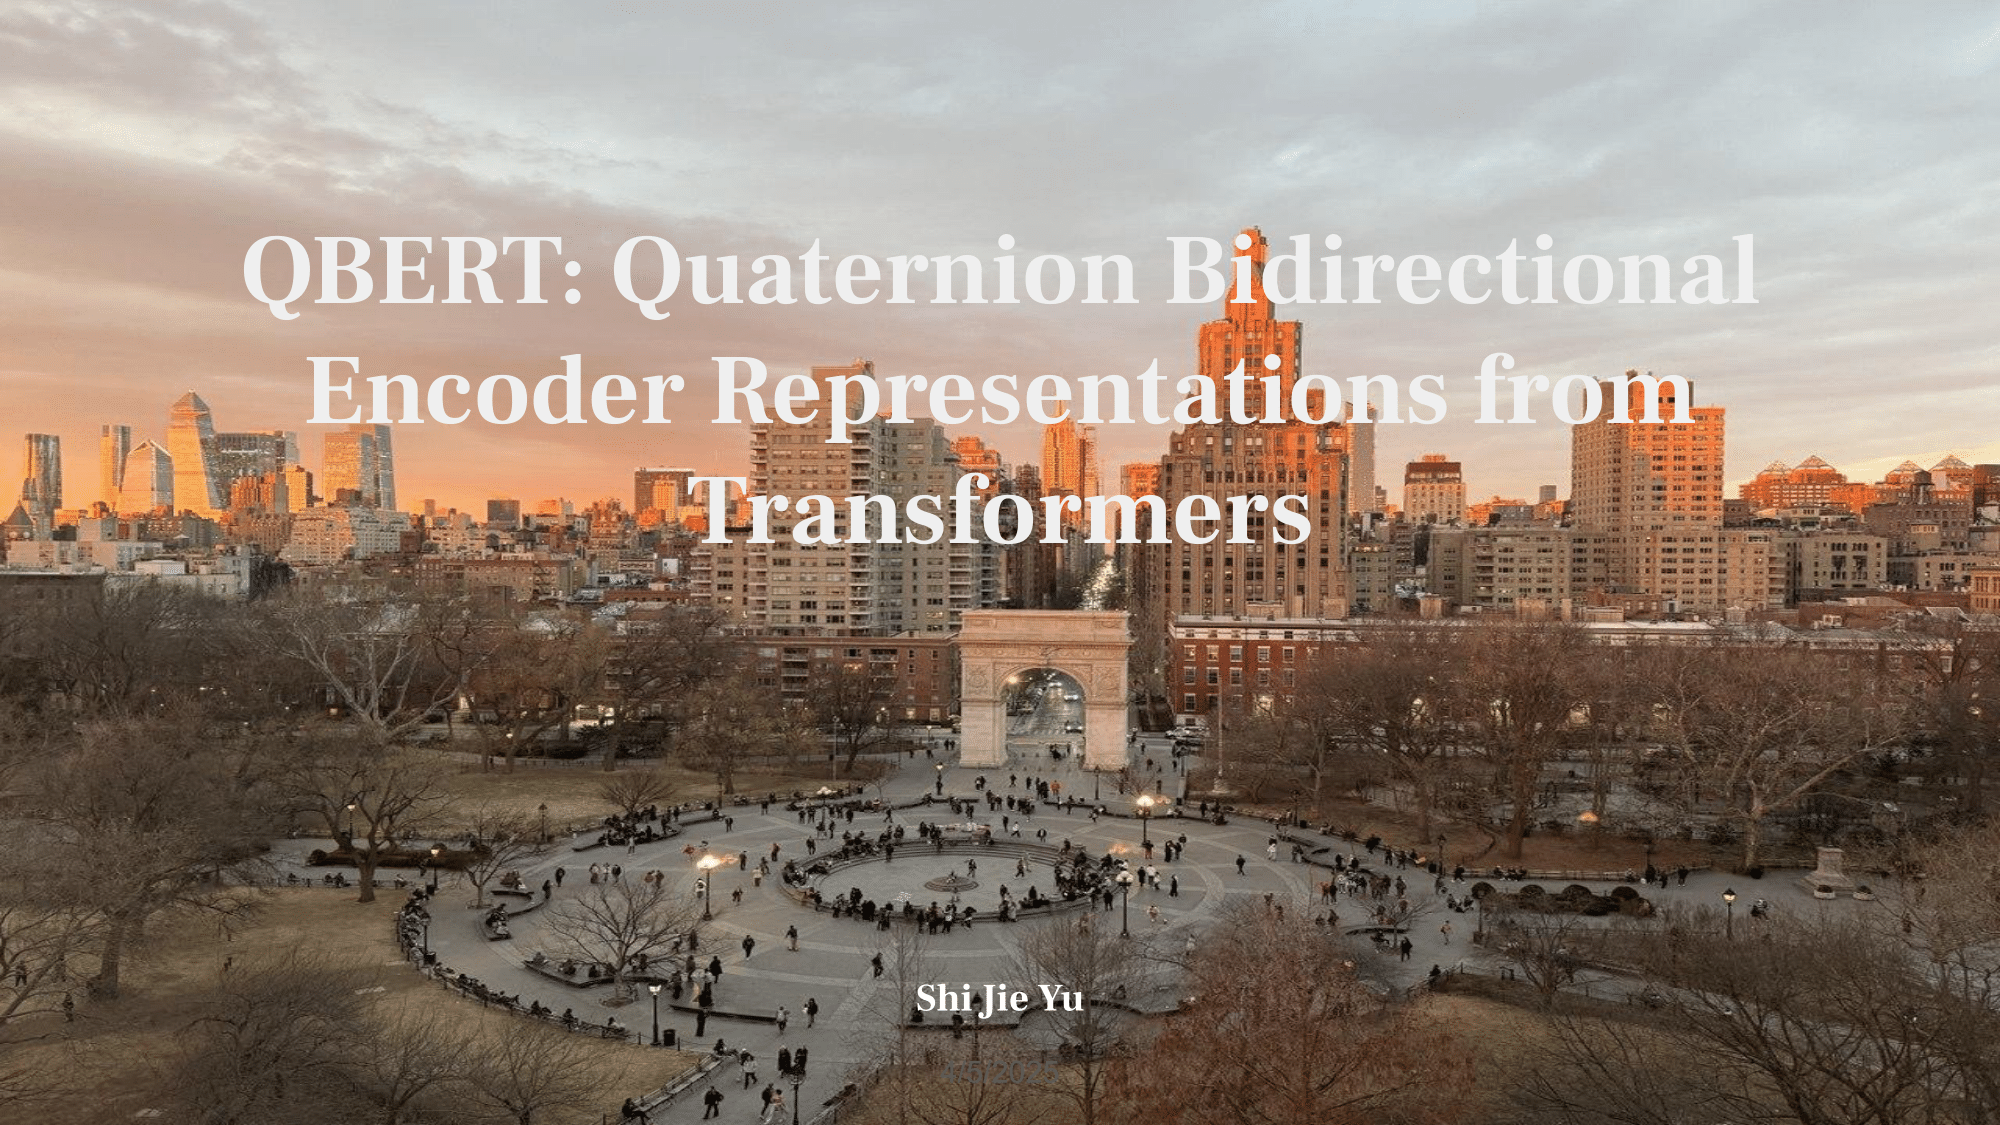 QBERT: Quaternion Bidirectional
Encoder Representations from
Transformers
Shi Jie Yu